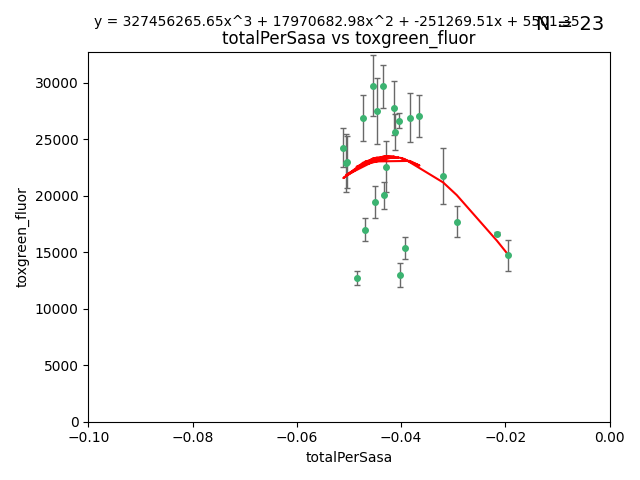 y = 327456265.65x^3 + 17970682.98x^2 + -251269.51x + N = 23
totalPerSasa vs toxgreen_fluor
30000
25000
20000
15000
10000
5000
0
toxgreen_fluor
−0.10 −0.08 −0.06 −0.04 −0.02 0.00
totalPerSasa